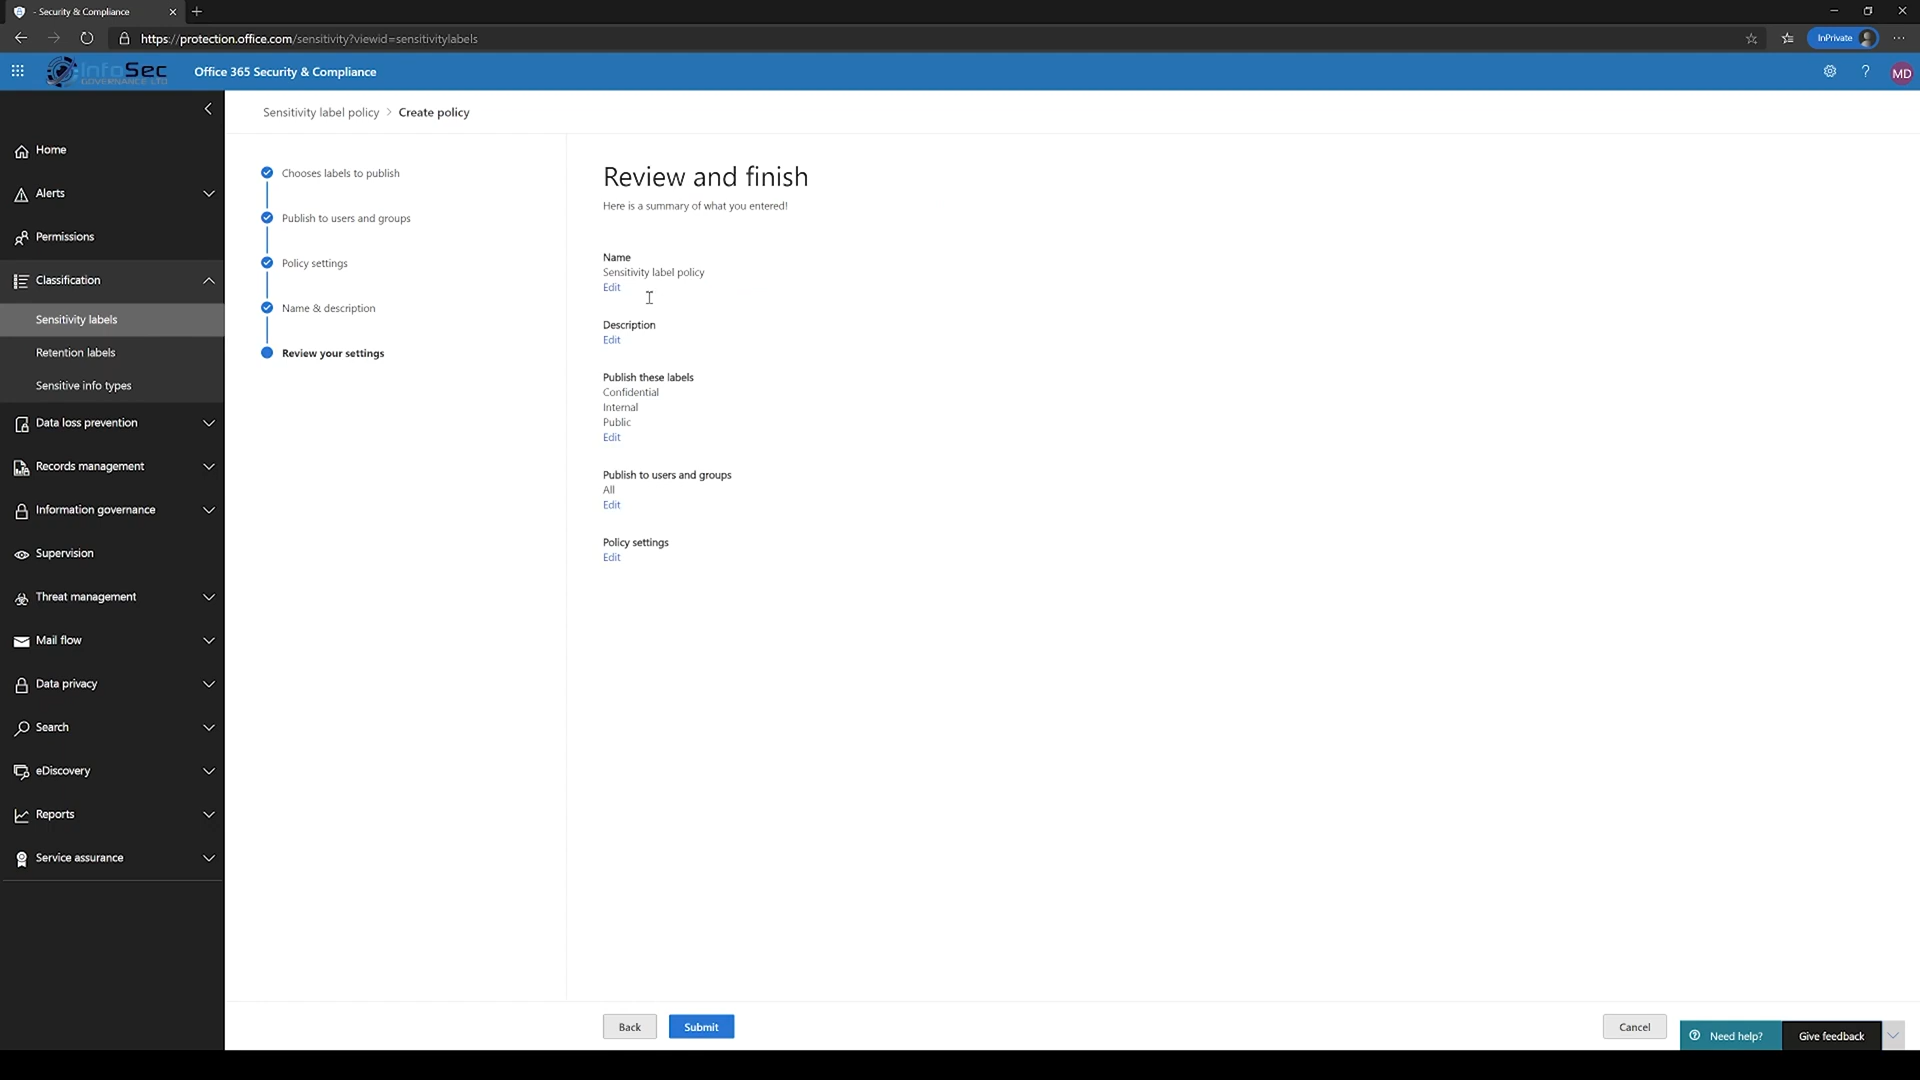 - Security & Compliance
https://protection.office.com/sensitivity?viewid=sensitivitylabels
InPrivate
InfoSec
GOVERNANCE LTD
Office 365 Security & Compliance
?
MD
Sensitivity label policy > Create policy
Home
Alerts
Permissions
Classification
Sensitivity labels
Retention labels
Sensitive info types
Data loss prevention
Records management
Information governance
Supervision
Threat management
Mail flow
Data privacy
Search
eDiscovery
Reports
Service assurance
Chooses labels to publish
Publish to users and groups
Policy settings
Name & description
Review your settings
Review and finish
Here is a summary of what you entered!
Name
Sensitivity label policy
Edit
Description
Edit
Publish these labels
Confidential
Internal
Public
Edit
Publish to users and groups
All
Edit
Policy settings
Edit
Back
Submit
Cancel
Need help?
Give feedback